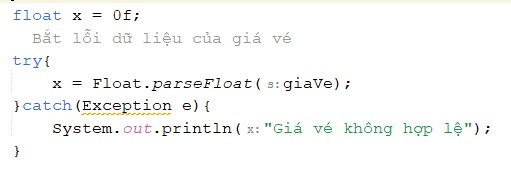 float x = 0f;
Bắt lỗi dữ liệu của giá vé
try{
x = Float.parseFloat( s: giaVe);
}catch(Exception e){
System.out.println( x: "Giá vé không hợp lệ");
}